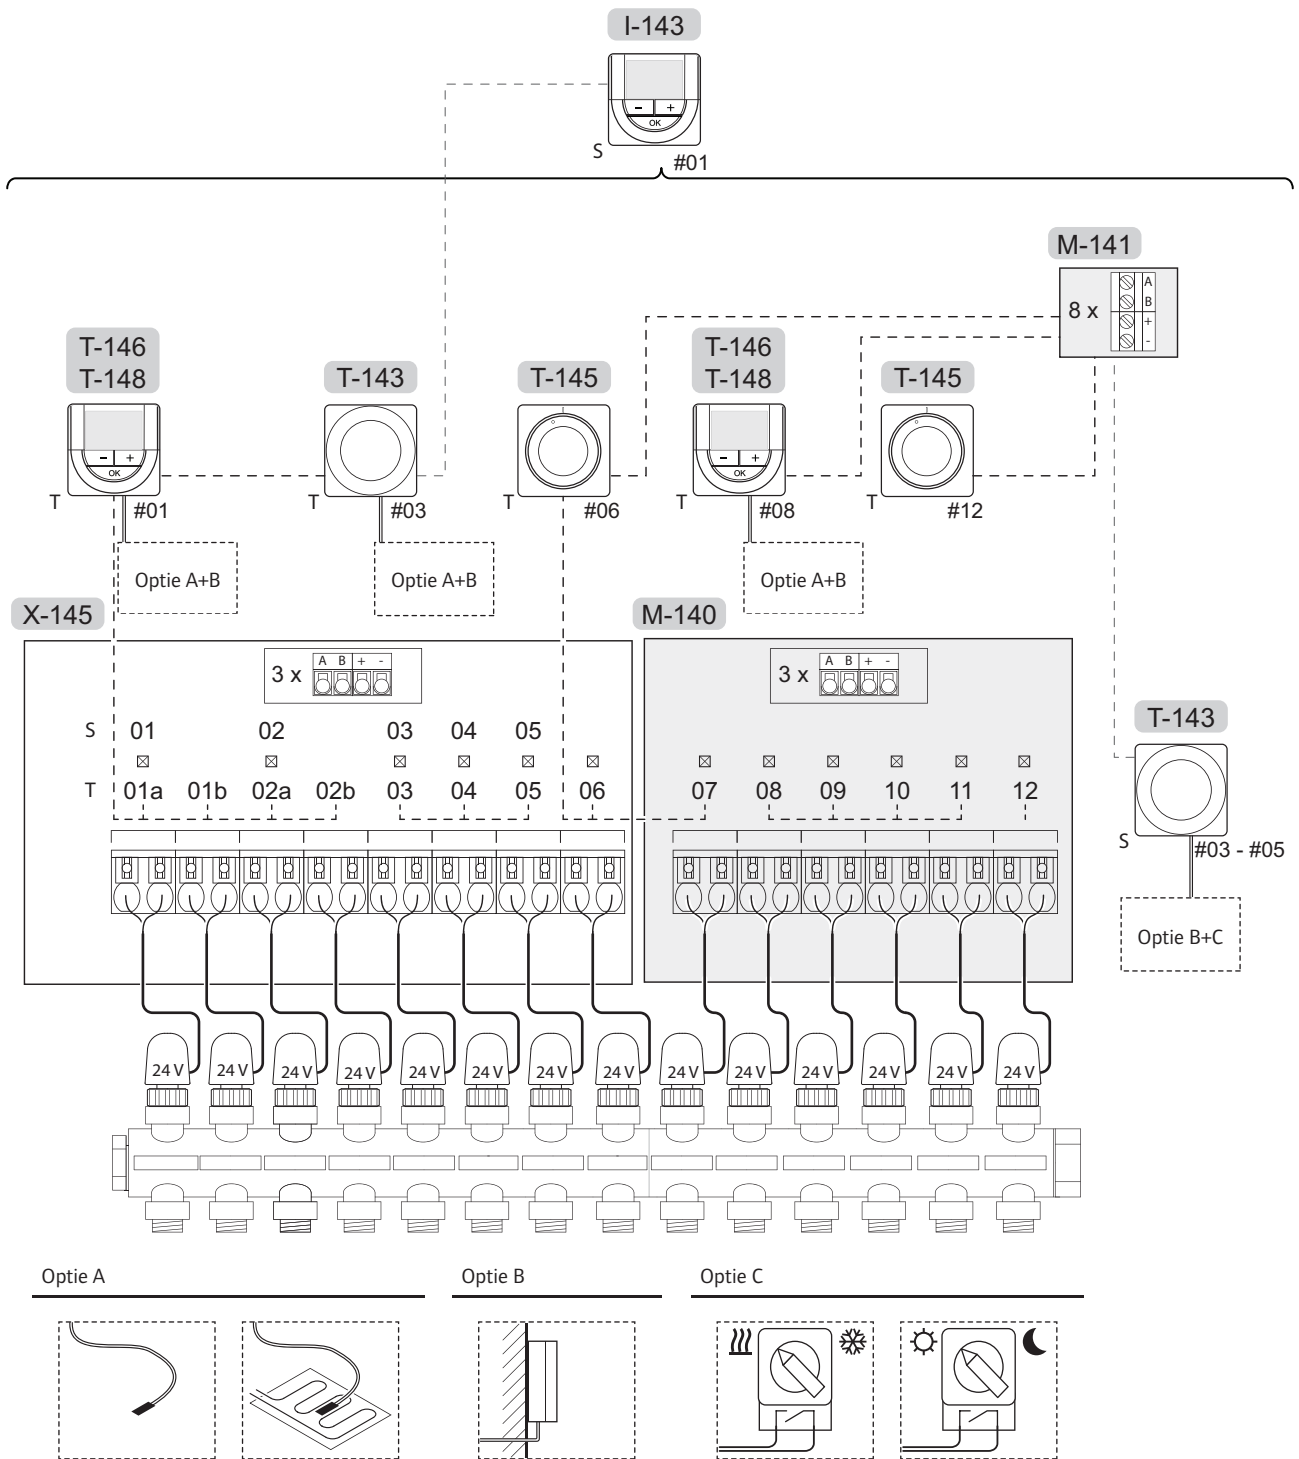 I-143
- +
OK
S
#01
M-141
8 x
A
B
+
-
T-146
T-148
T-143
T-145
T-146
T-148
T-145
- +
OK
- +
OK
T #01
T #03
T #06
T #08
T #12
Optie A+B
Optie A+B
Optie A+B
X-145
M-140
3 x A B + -
3 x A B + -
T-143
S 01 02 03 04 05
T 01a 01b 02a 02b 03 04 05 06 07 08 09 10 11 12
S #03 - #05
Optie B+C
24 V 24 V 24 V 24 V 24 V 24 V 24 V 24 V 24 V 24 V 24 V 24 V 24 V 24 V
Optie A
Optie B
Optie C